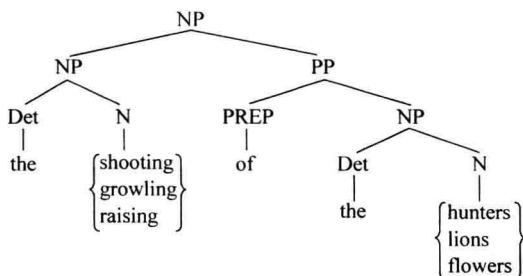 NP
NP PP
Det N PREP NP
the shooting of Det N
growling
raising the hunters
lions
flowers